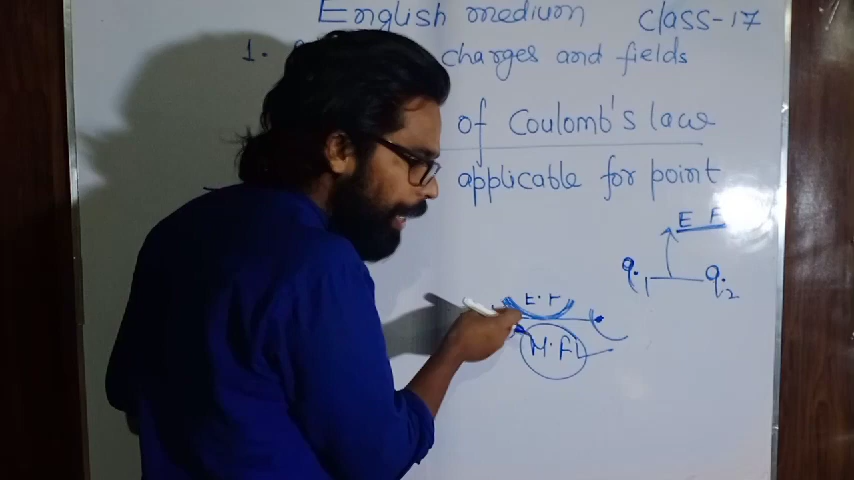 English medium class-17
1. charges and fields
of Coulomb's law
applicable for point
E F
q1 q2
E.F
M.F